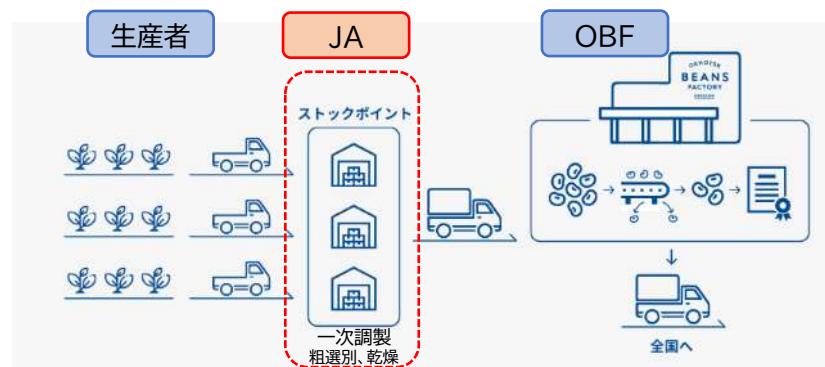 生産者
JA
OBF
OKHOTSK
BEANS
FACTORY
ストックポイント
一次調製
粗選別、乾燥
全国へ